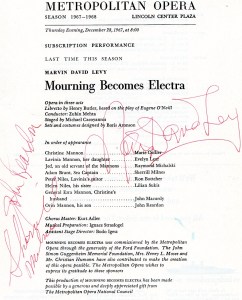 METROPOLITAN OPERA
SEASON 1967–1968 LINCOLN CENTER PLAZA
Thursday Evening, December 28, 1967, at 8:00
SUBSCRIPTION PERFORMANCE
LAST TIME THIS SEASON
MARVIN DAVID LEVY
Mourning Becomes Electra
Opera in three acts
Libretto by Henry Butler, based on the play by Eugene O'Neill
Conductor: Zubin Mehta
Staged by Michael Cacoyannis
Sets and costumes designed by Boris Aronson
In order of appearance
Christine Mannon Marie Collier
Lavinia Mannon, her daughter Evelyn Lear
Jed, an old servant of the Mannons Raymond Michalski
Adam Brant, Sea Captain Sherrill Milnes
Peter Niles, Lavinia's suitor Ron Bottcher
Helen Niles, his sister Lilian Sukis
General Ezra Mannon, Christine's
husband John Macurdy
Orin Mannon, his son John Reardon
Chorus Master: Kurt Adler
Musical Preparation: Ignace Strasfogel
Assistant Stage Director: Bodo Igesz
MOURNING BECOMES ELECTRA was commissioned by the Metropolitan
Opera through the generosity of the Ford Foundation. The John
Simon Guggenheim Memorial Foundation, Mrs. Henry L. Moses and
Mr. Christian Humann have also contributed to make the creation
of this opera possible. The Metropolitan Opera wishes to
express its gratitude to these sponsors
This production of MOURNING BECOMES ELECTRA has been made
possible by a generous and deeply appreciated gift from
The Metropolitan Opera National Council
David Levy